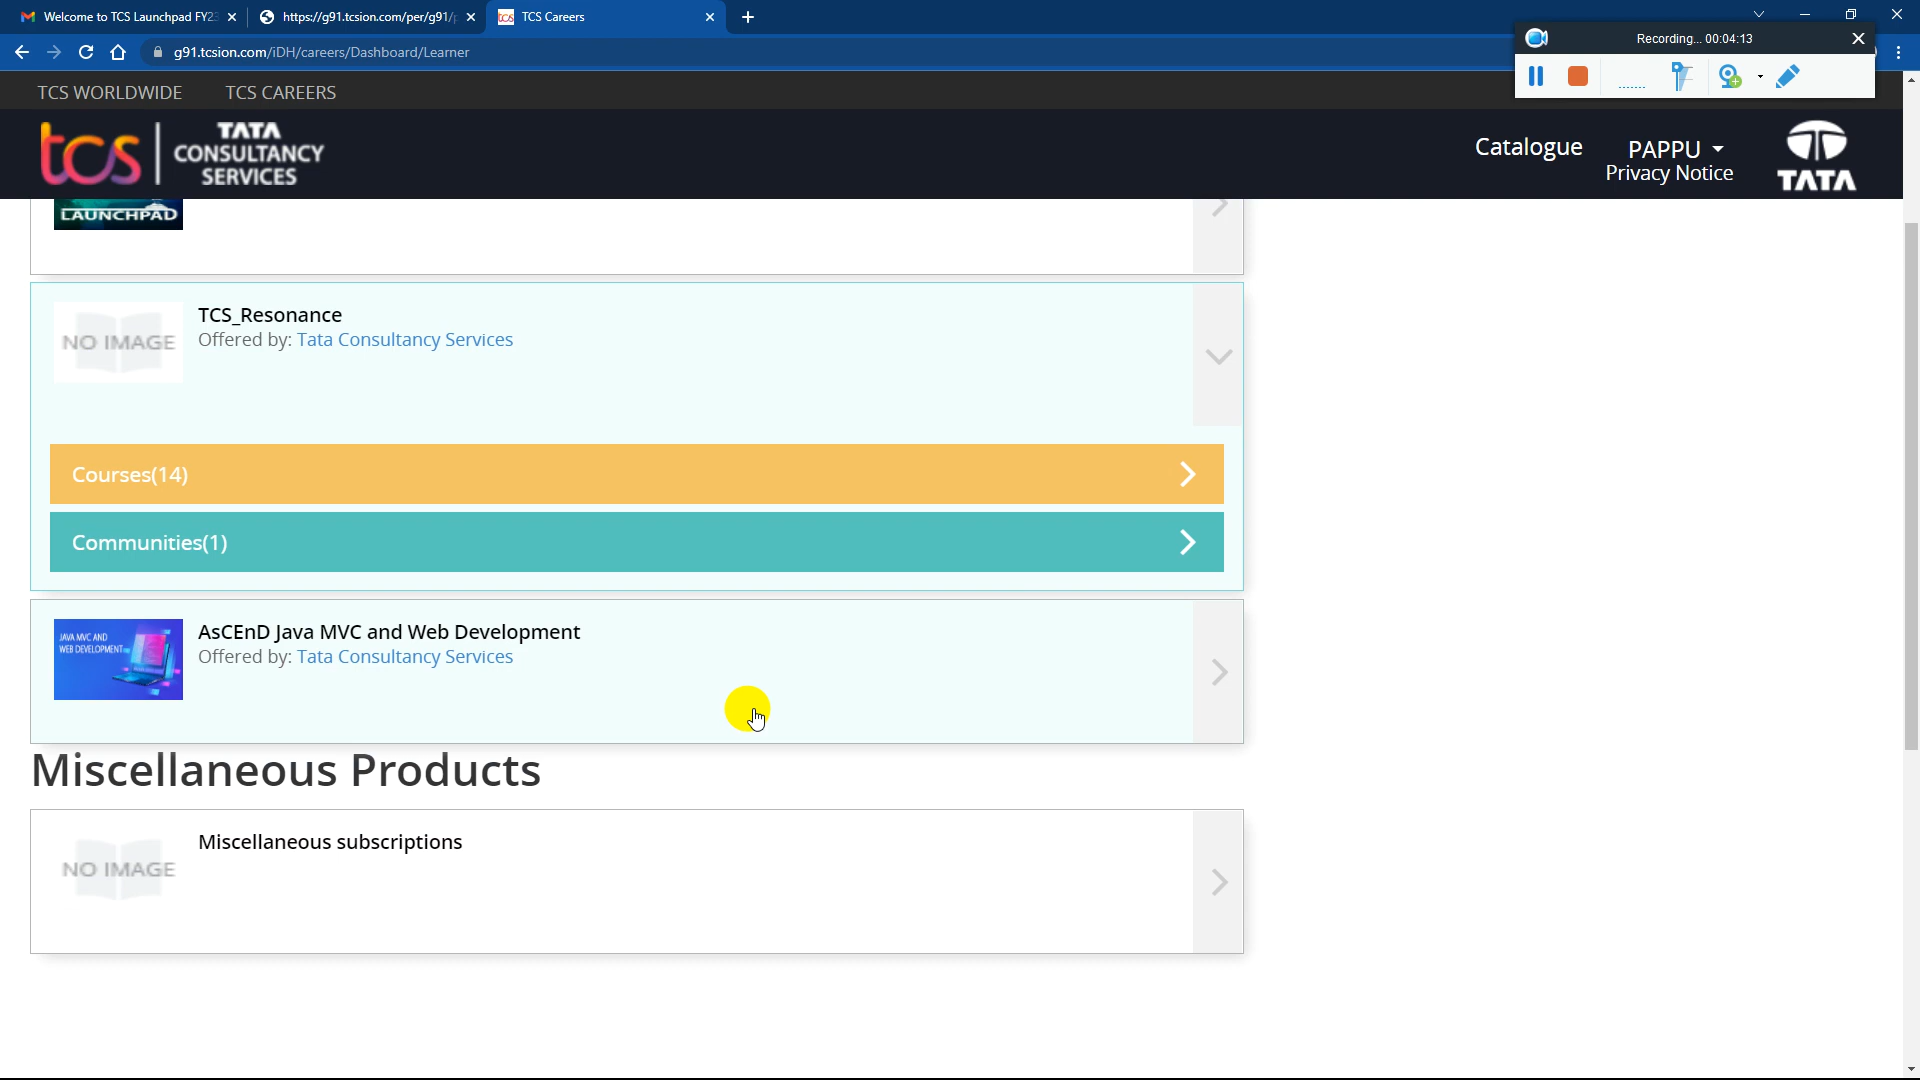 Welcome to TCS Launchpad FY23
https://g91.tcsion.com/per/g91/p
TCS Careers
g91.tcsion.com/iDH/careers/Dashboard/Learner
Recording... 00:04:13
TCS WORLDWIDE
TCS CAREERS
tcs
TATA
CONSULTANCY
SERVICES
Catalogue
PAPPU
Privacy Notice
TATA
LAUNCHPAD
NO IMAGE
TCS_Resonance
Offered by: Tata Consultancy Services
Courses(14)
Communities(1)
JAVA MVC AND
WEB DEVELOPMENT
AsCEnD Java MVC and Web Development
Offered by: Tata Consultancy Services
Miscellaneous Products
NO IMAGE
Miscellaneous subscriptions